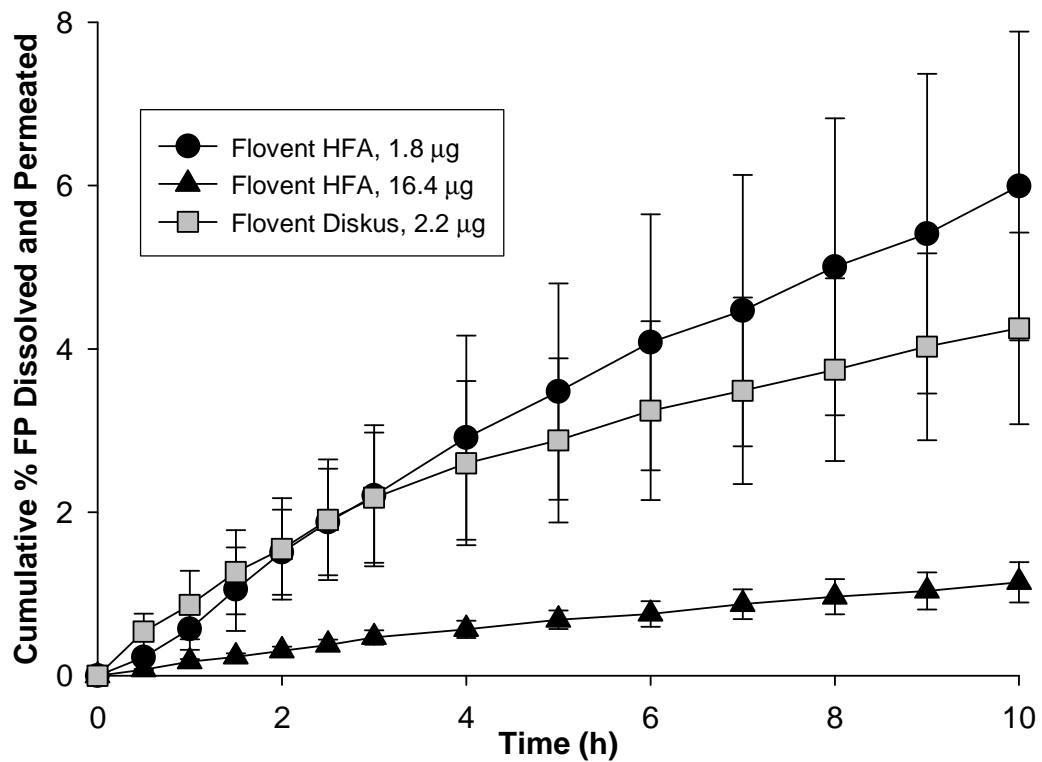 Cumulative % FP Dissolved and Permeated
8
6
4
2
0
Flovent HFA, 1.8 μg
Flovent HFA, 16.4 μg
Flovent Diskus, 2.2 μg
0 2 4 6 8 10
Time (h)